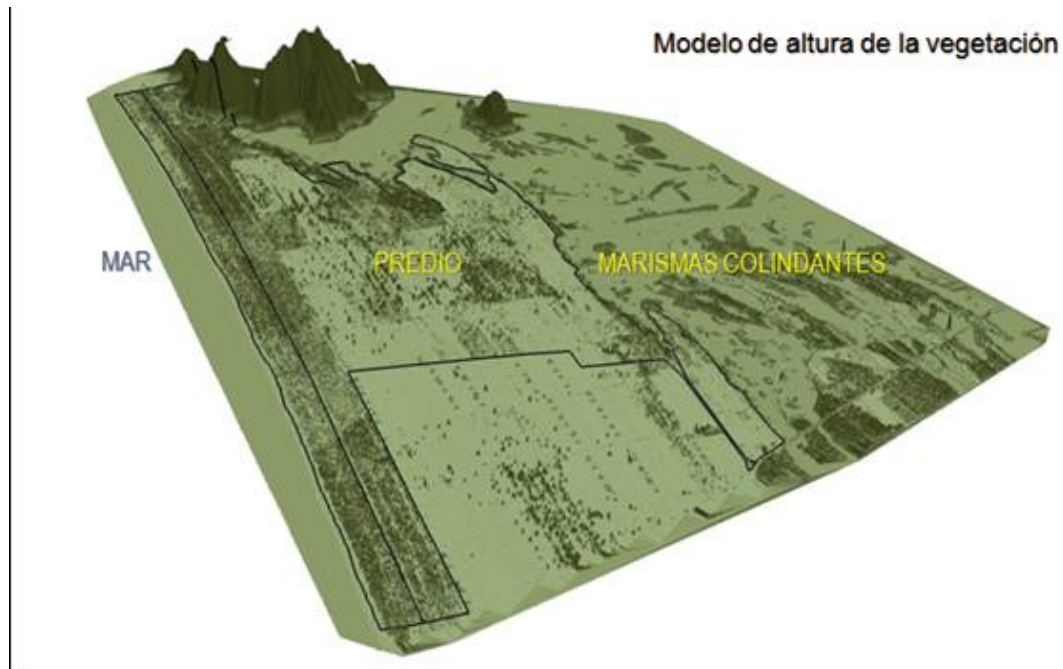 Modelo de altura de la vegetación
MAR
PREDIO
MARISMAS COLINDANTES